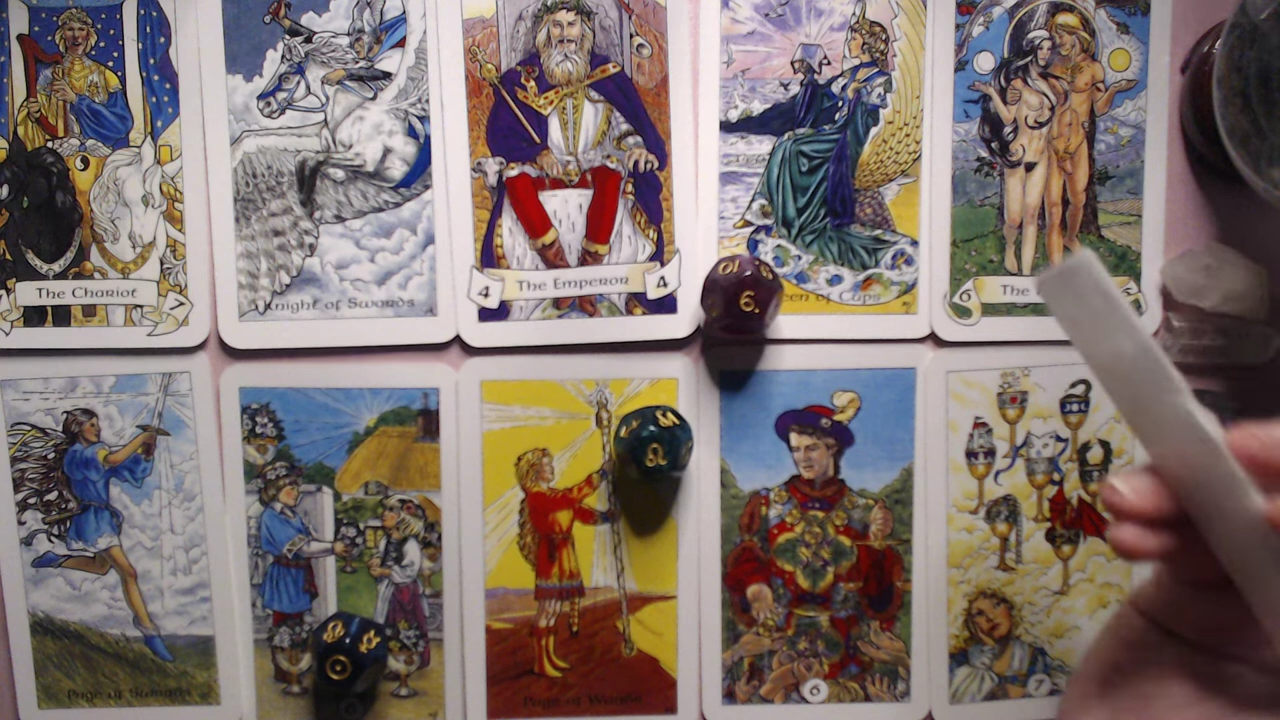 The Chariot
7
Knight of Swords
4
The Emperor
4
Queen of Cups
6
The
10
6.
Page of Swords
Page of Wands
6
7